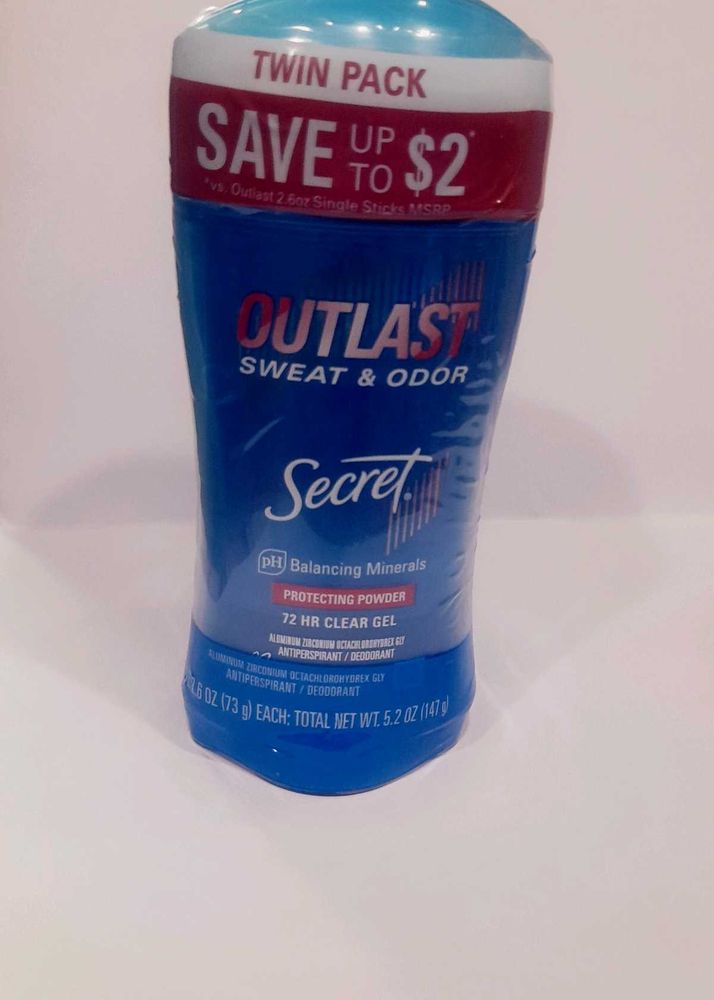 TWIN PACK
SAVE UP TO $2*
*vs. Outlast 2.6oz Single Sticks MSRP
OUTLAST
SWEAT & ODOR
Secret®
pH Balancing Minerals
PROTECTING POWDER
72 HR CLEAR GEL
ALUMINUM ZIRCONIUM OCTACHLOROHYDREX GLY
ANTIPERSPIRANT / DEODORANT
ALUMINUM ZIRCONIUM OCTACHLOROHYDREX GLY
ANTIPERSPIRANT / DEODORANT
2.6 OZ (73 g) EACH: TOTAL NET WT. 5.2 OZ (147 g)